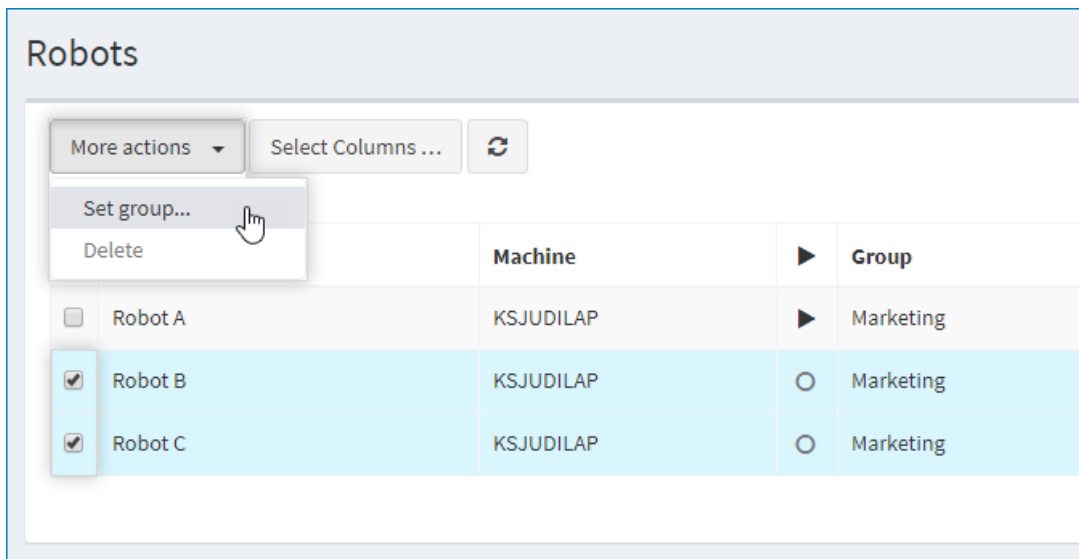 Robots
More actions Select Columns ...
Set group...
Delete
Machine Group
Robot A KSJUDILAP Marketing
Robot B KSJUDILAP Marketing
Robot C KSJUDILAP Marketing